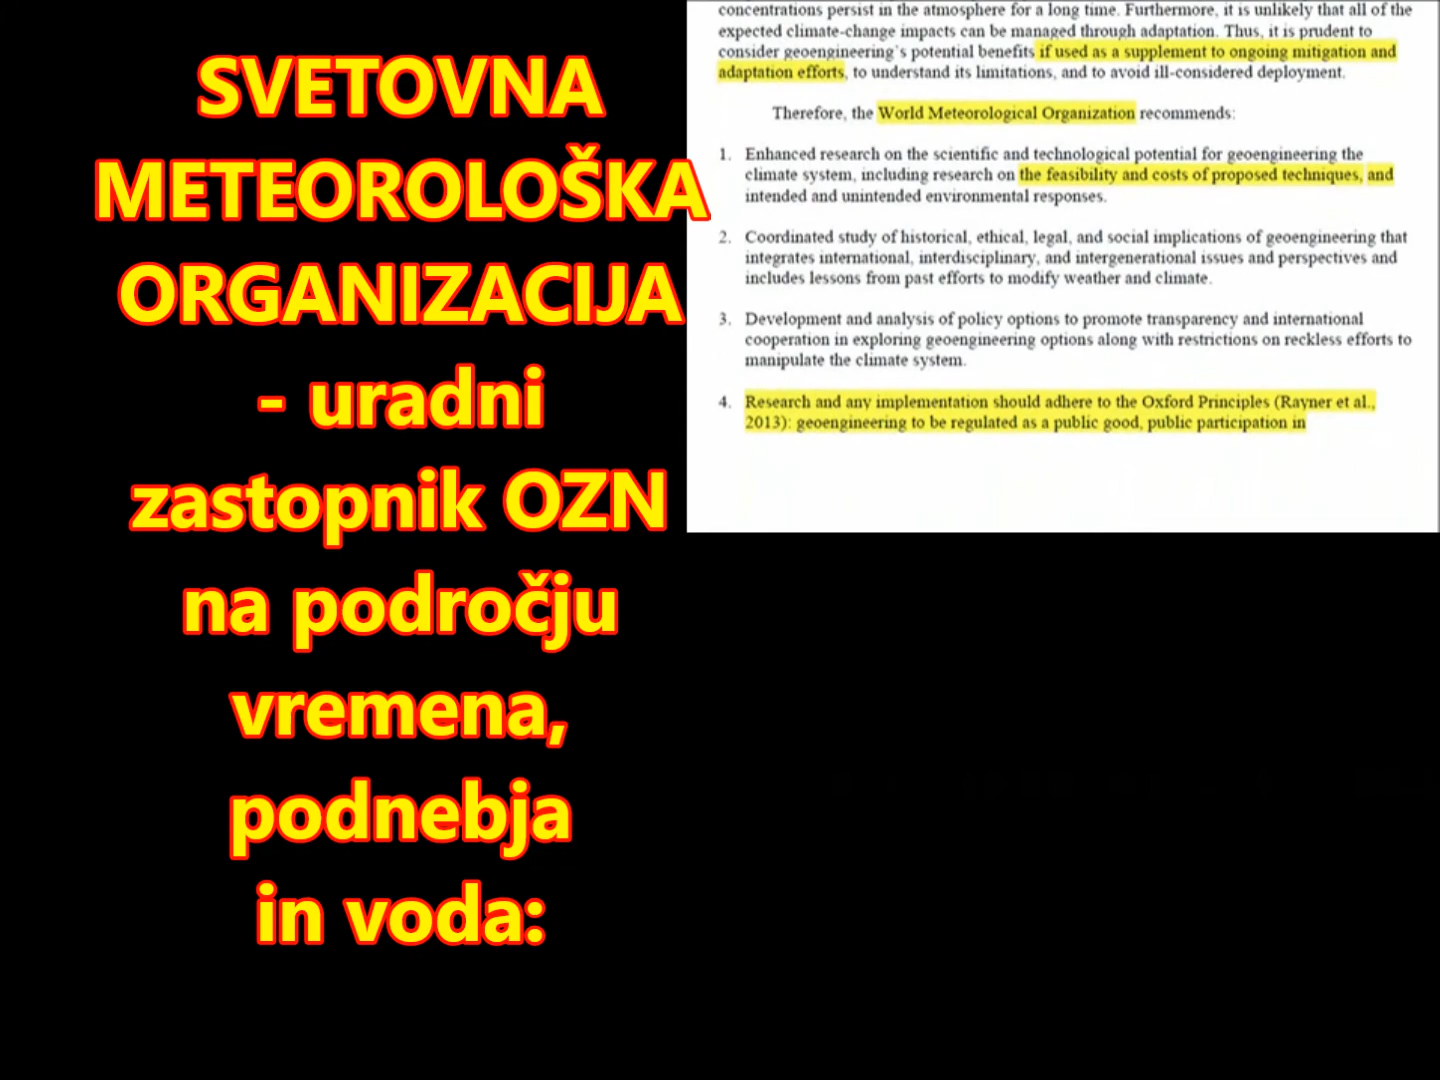 SVETOVNA
METEOROLOŠKA
ORGANIZACIJA
- uradni
zastopnik OZN
na področju
vremena,
podnebja
in voda:
concentrations persist in the atmosphere for a long time. Furthermore, it is unlikely that all of the
expected climate-change impacts can be managed through adaptation. Thus, it is prudent to
consider geoengineering's potential benefits if used as a supplement to ongoing mitigation and
adaptation efforts, to understand its limitations, and to avoid ill-considered deployment.
Therefore, the World Meteorological Organization recommends:
1. Enhanced research on the scientific and technological potential for geoengineering the
climate system, including research on the feasibility and costs of proposed techniques, and
intended and unintended environmental responses.
2. Coordinated study of historical, ethical, legal, and social implications of geoengineering that
integrates international, interdisciplinary, and intergenerational issues and perspectives and
includes lessons from past efforts to modify weather and climate.
3. Development and analysis of policy options to promote transparency and international
cooperation in exploring geoengineering options along with restrictions on reckless efforts to
manipulate the climate system.
4. Research and any implementation should adhere to the Oxford Principles (Rayner et al.,
2013): geoengineering to be regulated as a public good, public participation in